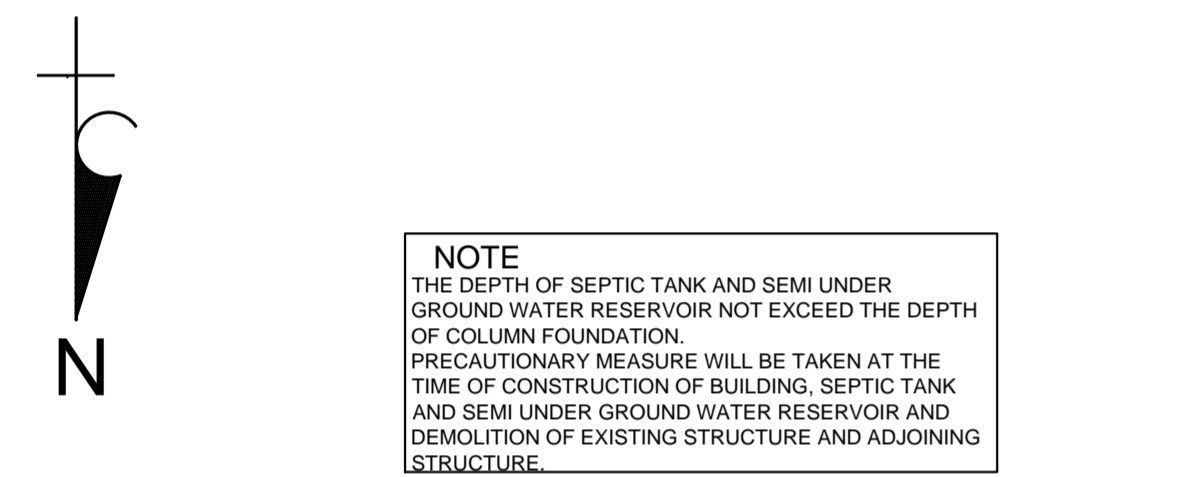 N
NOTE
THE DEPTH OF SEPTIC TANK AND SEMI UNDER
GROUND WATER RESERVOIR NOT EXCEED THE DEPTH
OF COLUMN FOUNDATION.
PRECAUTIONARY MEASURE WILL BE TAKEN AT THE
TIME OF CONSTRUCTION OF BUILDING, SEPTIC TANK
AND SEMI UNDER GROUND WATER RESERVOIR AND
DEMOLITION OF EXISTING STRUCTURE AND ADJOINING
STRUCTURE.